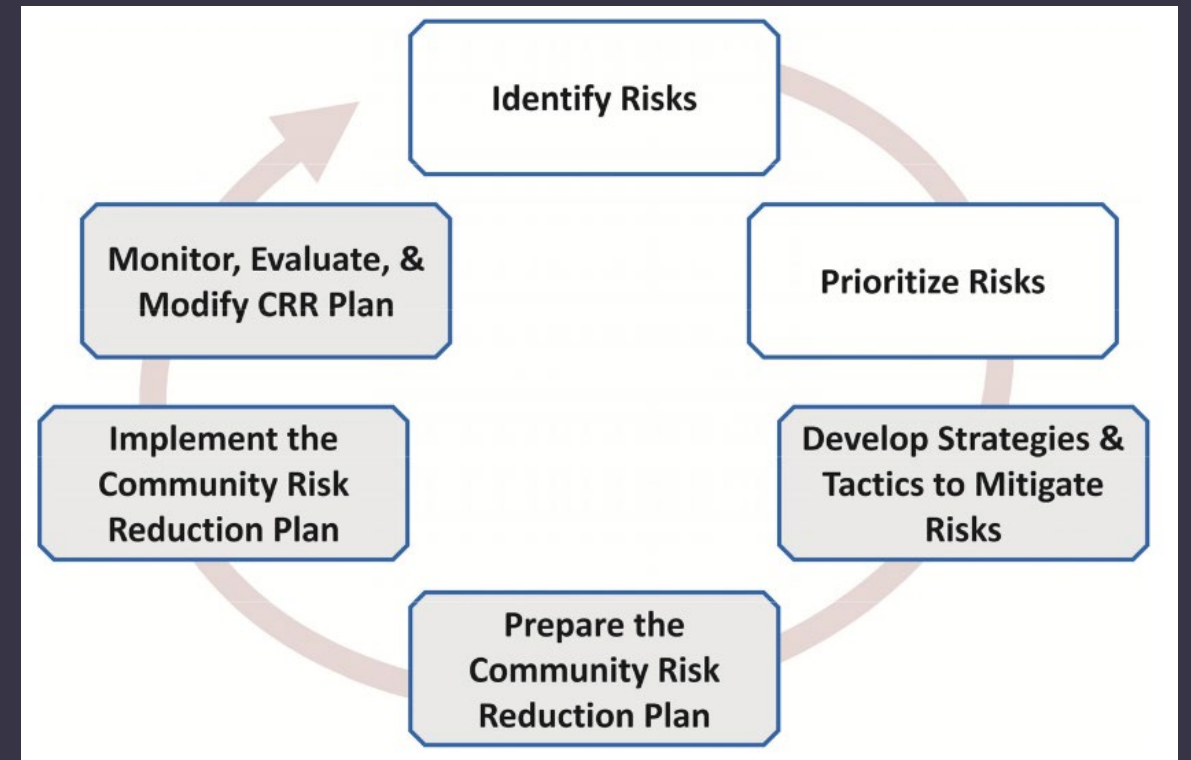 Identify Risks
Prioritize Risks
Develop Strategies &
Tactics to Mitigate
Risks
Prepare the
Community Risk
Reduction Plan
Implement the
Community Risk
Reduction Plan
Monitor, Evaluate, &
Modify CRR Plan